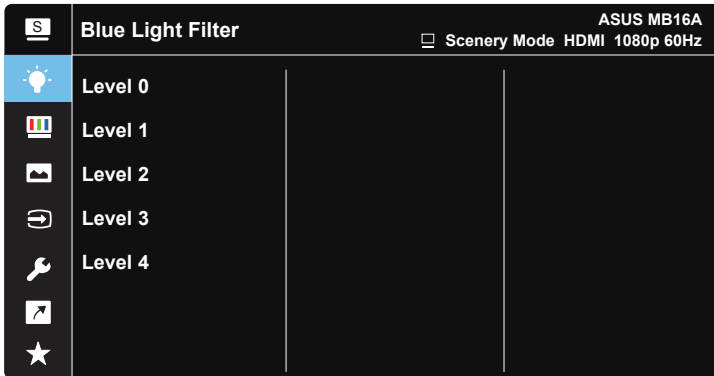 S
Blue Light Filter
ASUS MB16A
Scenery Mode HDMI 1080p 60Hz
Level 0
Level 1
Level 2
Level 3
Level 4